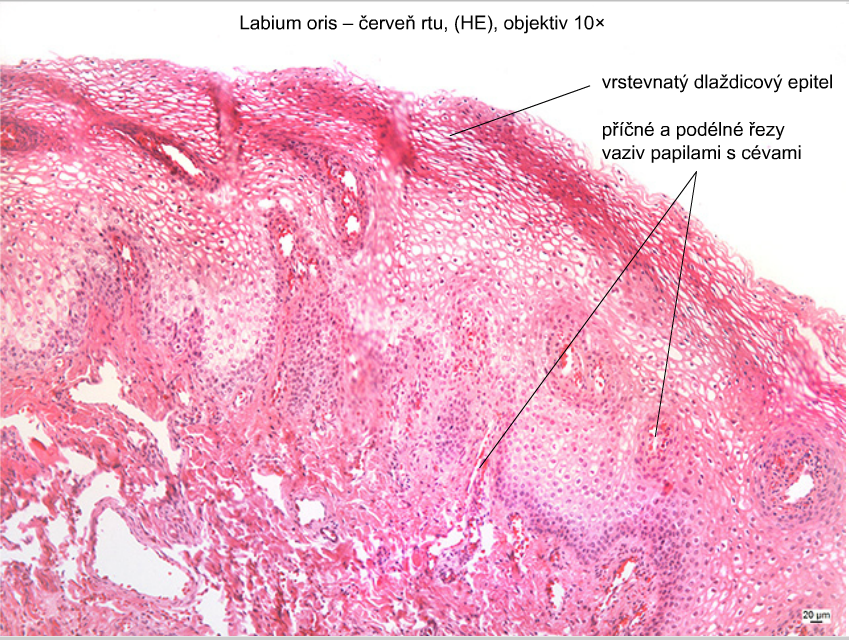 Labium oris – červeň rtu, (HE), objektiv 10×
vrstevnatý dlaždicový epitel
příčné a podélné řezy
vaziv papilami s cévami
20 µm